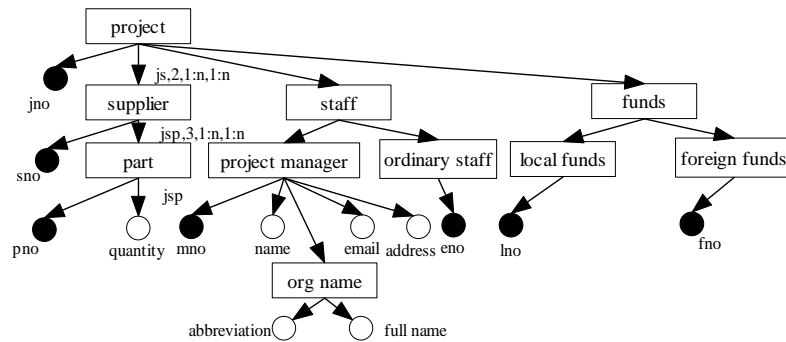 project
js,2,1:n,1:n
jno
supplier
staff
funds
jsp,3,1:n,1:n
sno
part
project manager
ordinary staff
local funds
foreign funds
jsp
pno
quantity
mno
name
email
address
eno
lno
fno
org name
abbreviation
full name